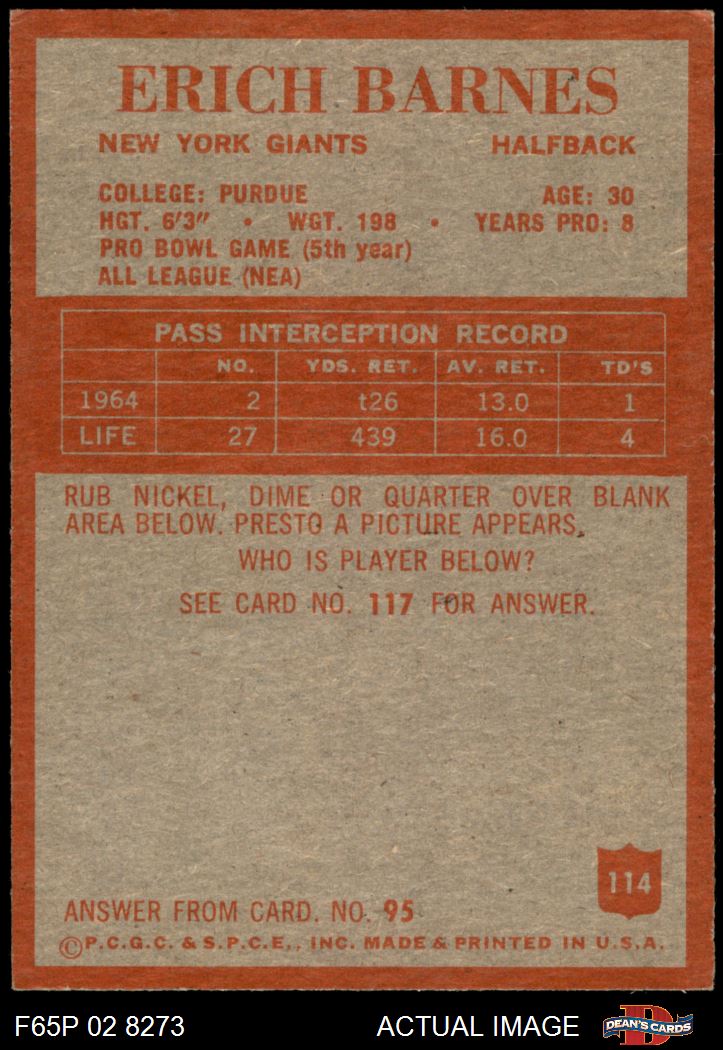 ERICH BARNES
NEW YORK GIANTS HALFBACK
COLLEGE: PURDUE AGE: 30
HGT. 6'3" • WGT. 198 • YEARS PRO: 8
PRO BOWL GAME (5th year)
ALL LEAGUE (NEA)
PASS INTERCEPTION RECORD
NO. YDS. RET. AV. RET. TD'S
1964 2 t26 13.0 1
LIFE 27 439 16.0 4
RUB NICKEL, DIME OR QUARTER OVER BLANK
AREA BELOW. PRESTO A PICTURE APPEARS.
WHO IS PLAYER BELOW?
SEE CARD NO. 117 FOR ANSWER.
114
ANSWER FROM CARD. NO. 95
©P.C.G.C. & S.P.C.E., INC. MADE & PRINTED IN U.S.A.
F65P 02 8273 ACTUAL IMAGE D DEAN'S CARDS